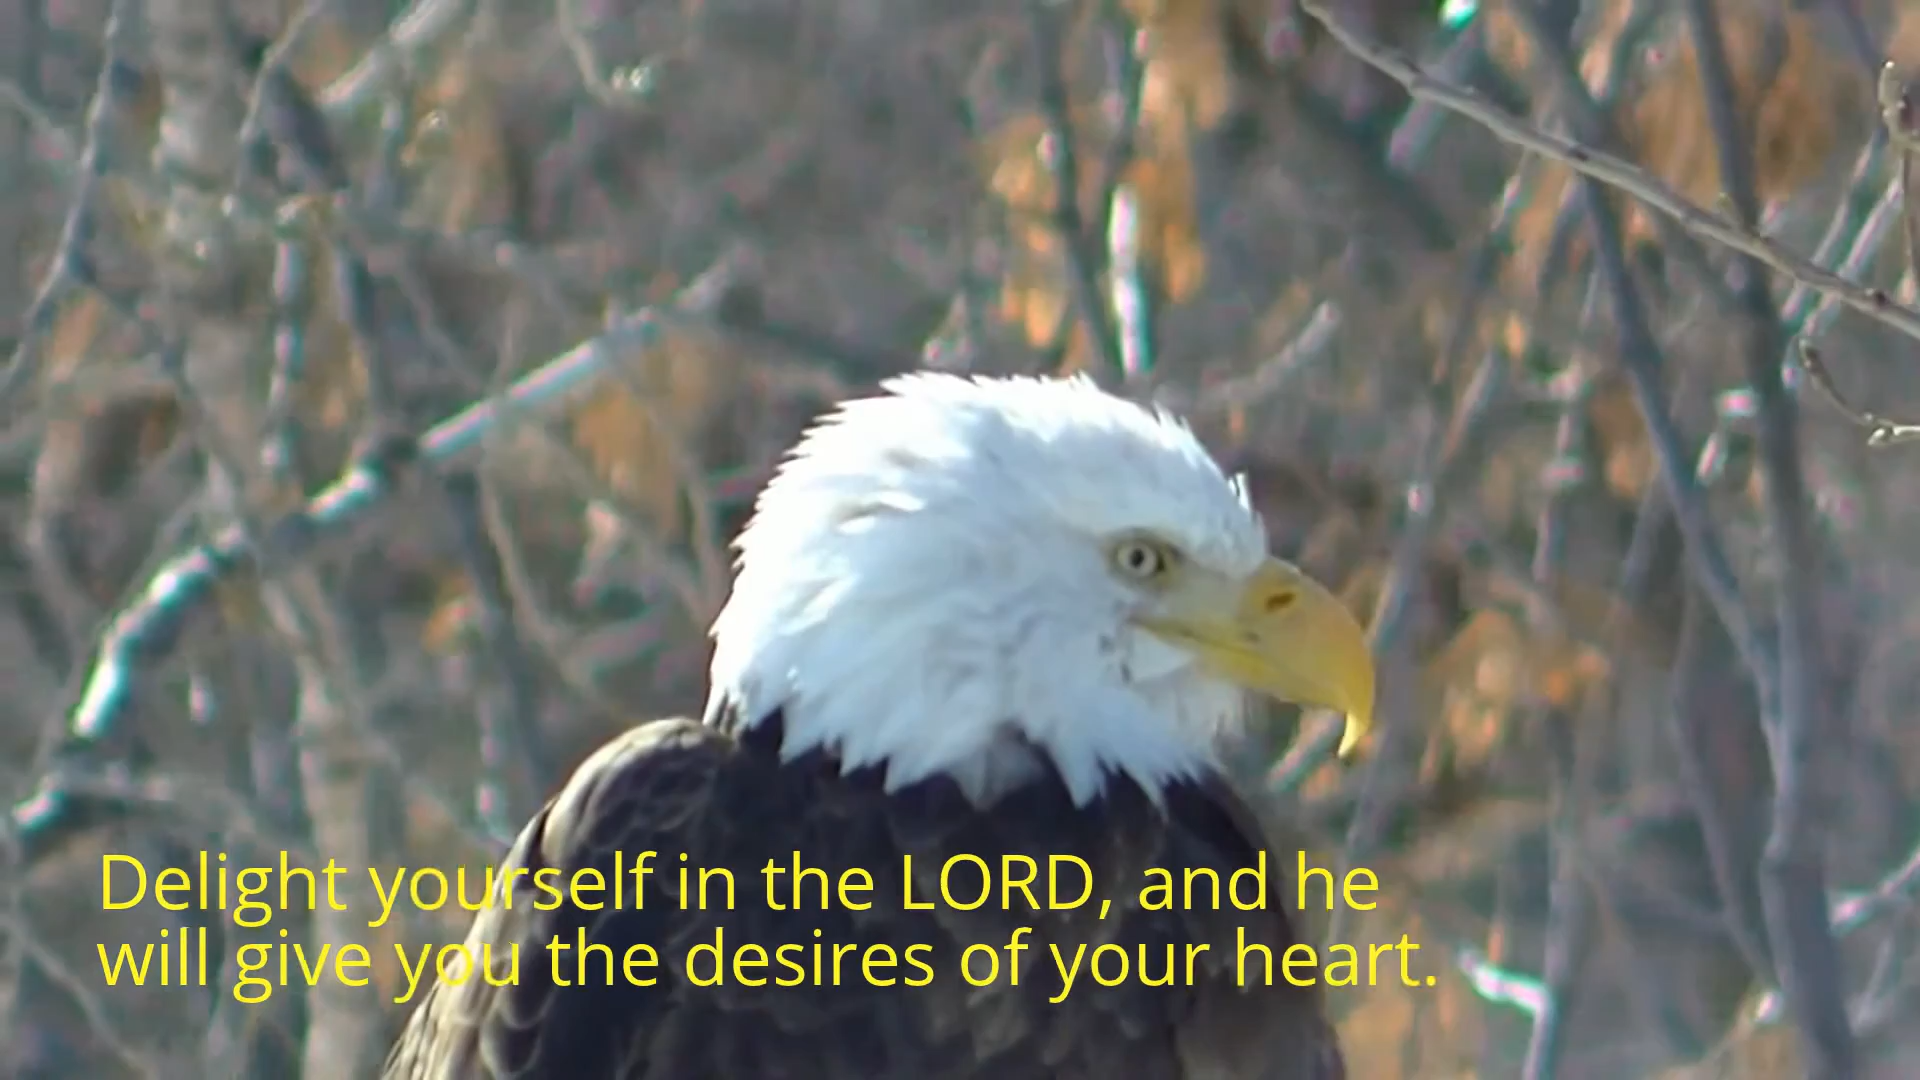 Delight yourself in the LORD, and he
will give you the desires of your heart.